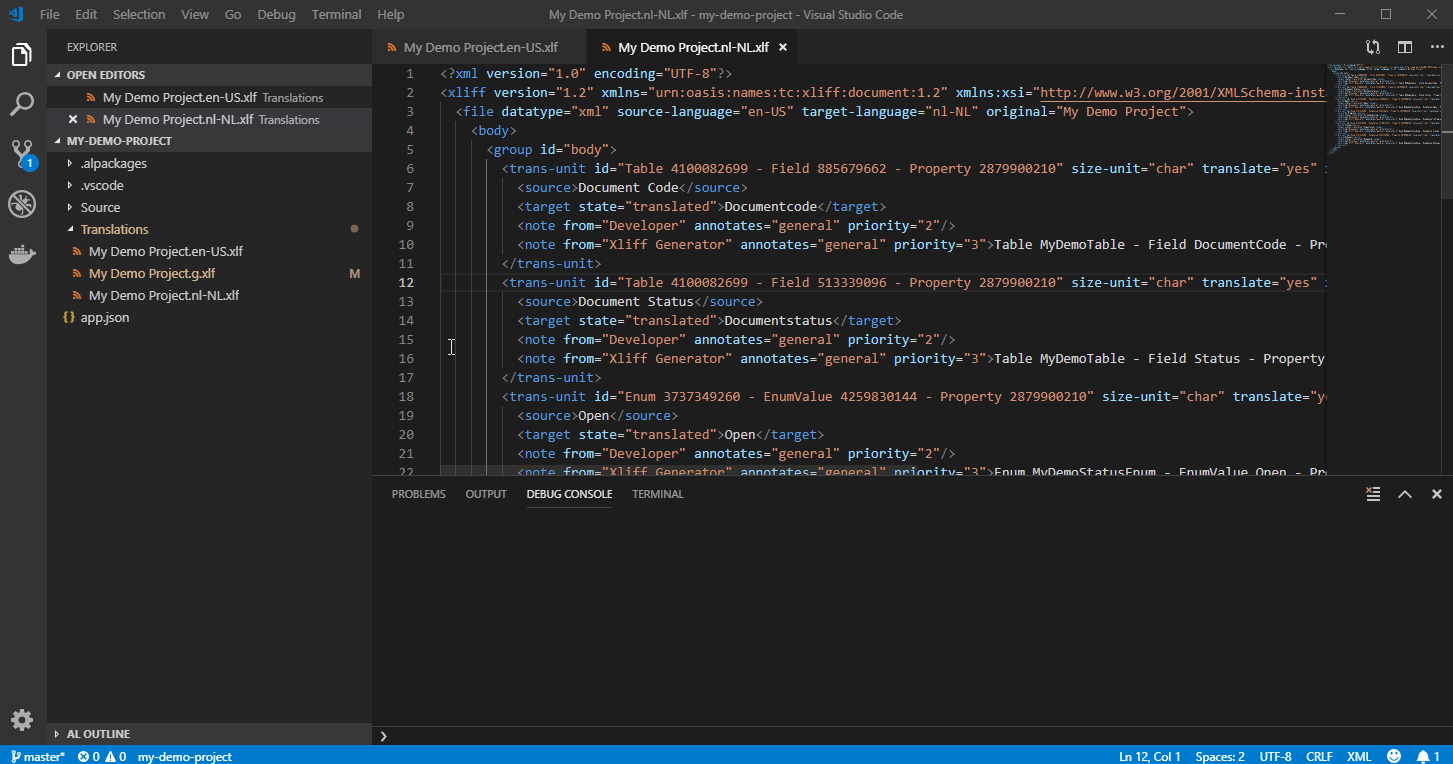 File Edit Selection View Go Debug Terminal Help My Demo Project.nl-NL.xlf - my-demo-project - Visual Studio Code
EXPLORER
OPEN EDITORS
My Demo Project.en-US.xlf Translations
My Demo Project.nl-NL.xlf Translations
MY-DEMO-PROJECT
.alpackages
.vscode
Source
Translations
My Demo Project.en-US.xlf
My Demo Project.g.xlf M
My Demo Project.nl-NL.xlf
{} app.json
AL OUTLINE
1
My Demo Project.en-US.xlf My Demo Project.nl-NL.xlf
1 <?xml version="1.0" encoding="UTF-8"?>
2 <xliff version="1.2" xmlns="urn:oasis:names:tc:xliff:document:1.2" xmlns:xsi="http://www.w3.org/2001/XMLSchema-insta
3 <file datatype="xml" source-language="en-US" target-language="nl-NL" original="My Demo Project">
4 <body>
5 <group id="body">
6 <trans-unit id="Table 4100082699 - Field 885679662 - Property 2879900210" size-unit="char" translate="yes"
7 <source>Document Code</source>
8 <target state="translated">Documentcode</target>
9 <note from="Developer" annotates="general" priority="2"/>
10 <note from="Xliff Generator" annotates="general" priority="3">Table MyDemoTable - Field DocumentCode - Pr
11 </trans-unit>
12 <trans-unit id="Table 4100082699 - Field 513339096 - Property 2879900210" size-unit="char" translate="yes"
13 <source>Document Status</source>
14 <target state="translated">Documentstatus</target>
15 <note from="Developer" annotates="general" priority="2"/>
16 <note from="Xliff Generator" annotates="general" priority="3">Table MyDemoTable - Field Status - Property
17 </trans-unit>
18 <trans-unit id="Enum 3737349260 - EnumValue 4259830144 - Property 2879900210" size-unit="char" translate="y
19 <source>Open</source>
20 <target state="translated">Open</target>
21 <note from="Developer" annotates="general" priority="2"/>
22 <note from="Xliff Generator" annotates="general" priority="3">Enum MyDemoStatusEnum - EnumValue Open - Pr
PROBLEMS OUTPUT DEBUG CONSOLE TERMINAL
master* 0 0 my-demo-project Ln 12, Col 1 Spaces: 2 UTF-8 CRLF XML 1